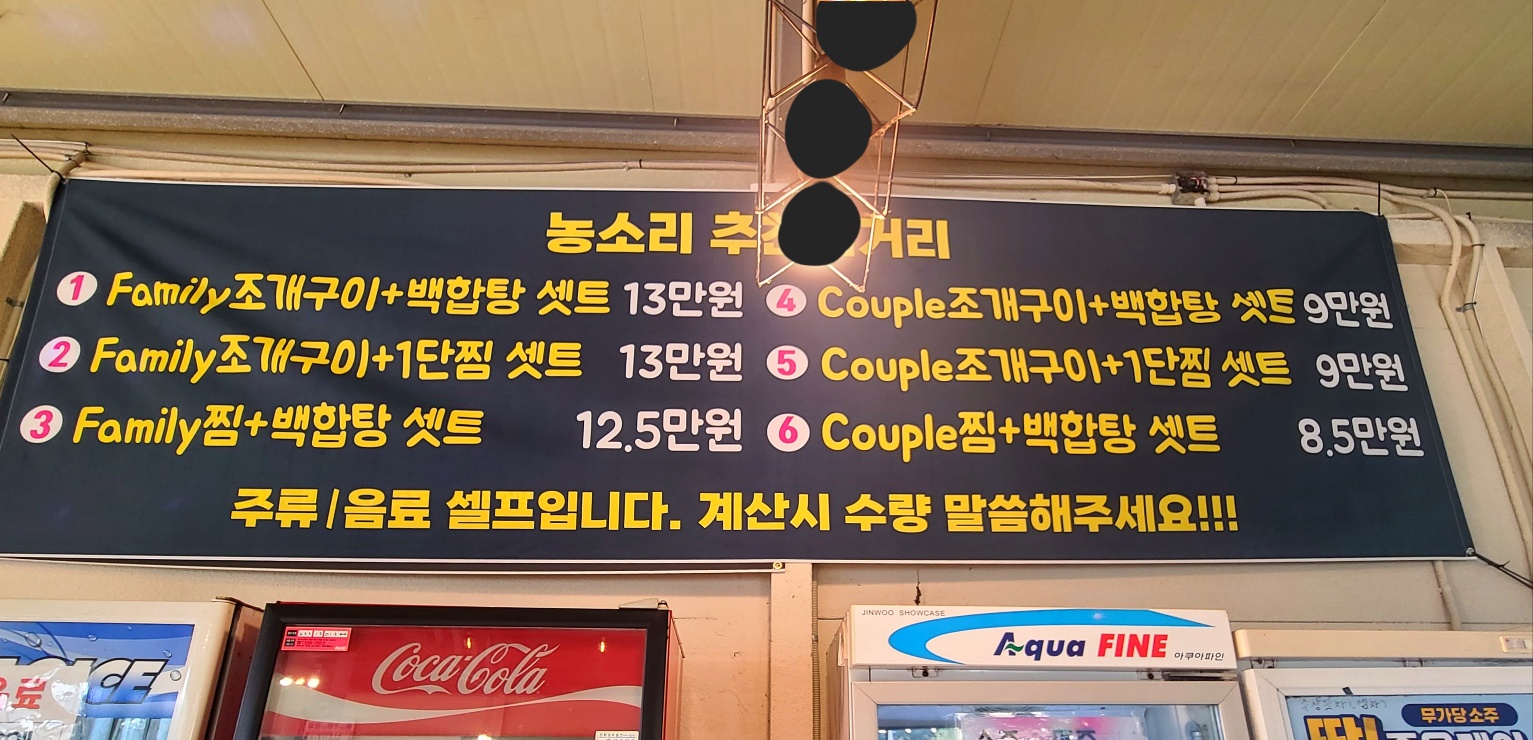 농소리
거리
1 Family조개구이+백합탕 셋트 13만원
2 Family조개구이+1단찜 셋트 13만원
3 Family찜+백합탕 셋트 12.5만원
4 Couple조개구이+백합탕 셋트 9만원
5 Couple조개구이+1단찜 셋트 9만원
6 Couple찜+백합탕 셋트 8.5만원
주류/음료 셀프입니다. 계산시 수량 말씀해주세요!!!
Coca-Cola
JINWOO SHOWCASE
Aqua FINE 아쿠아파인
무가당 소주